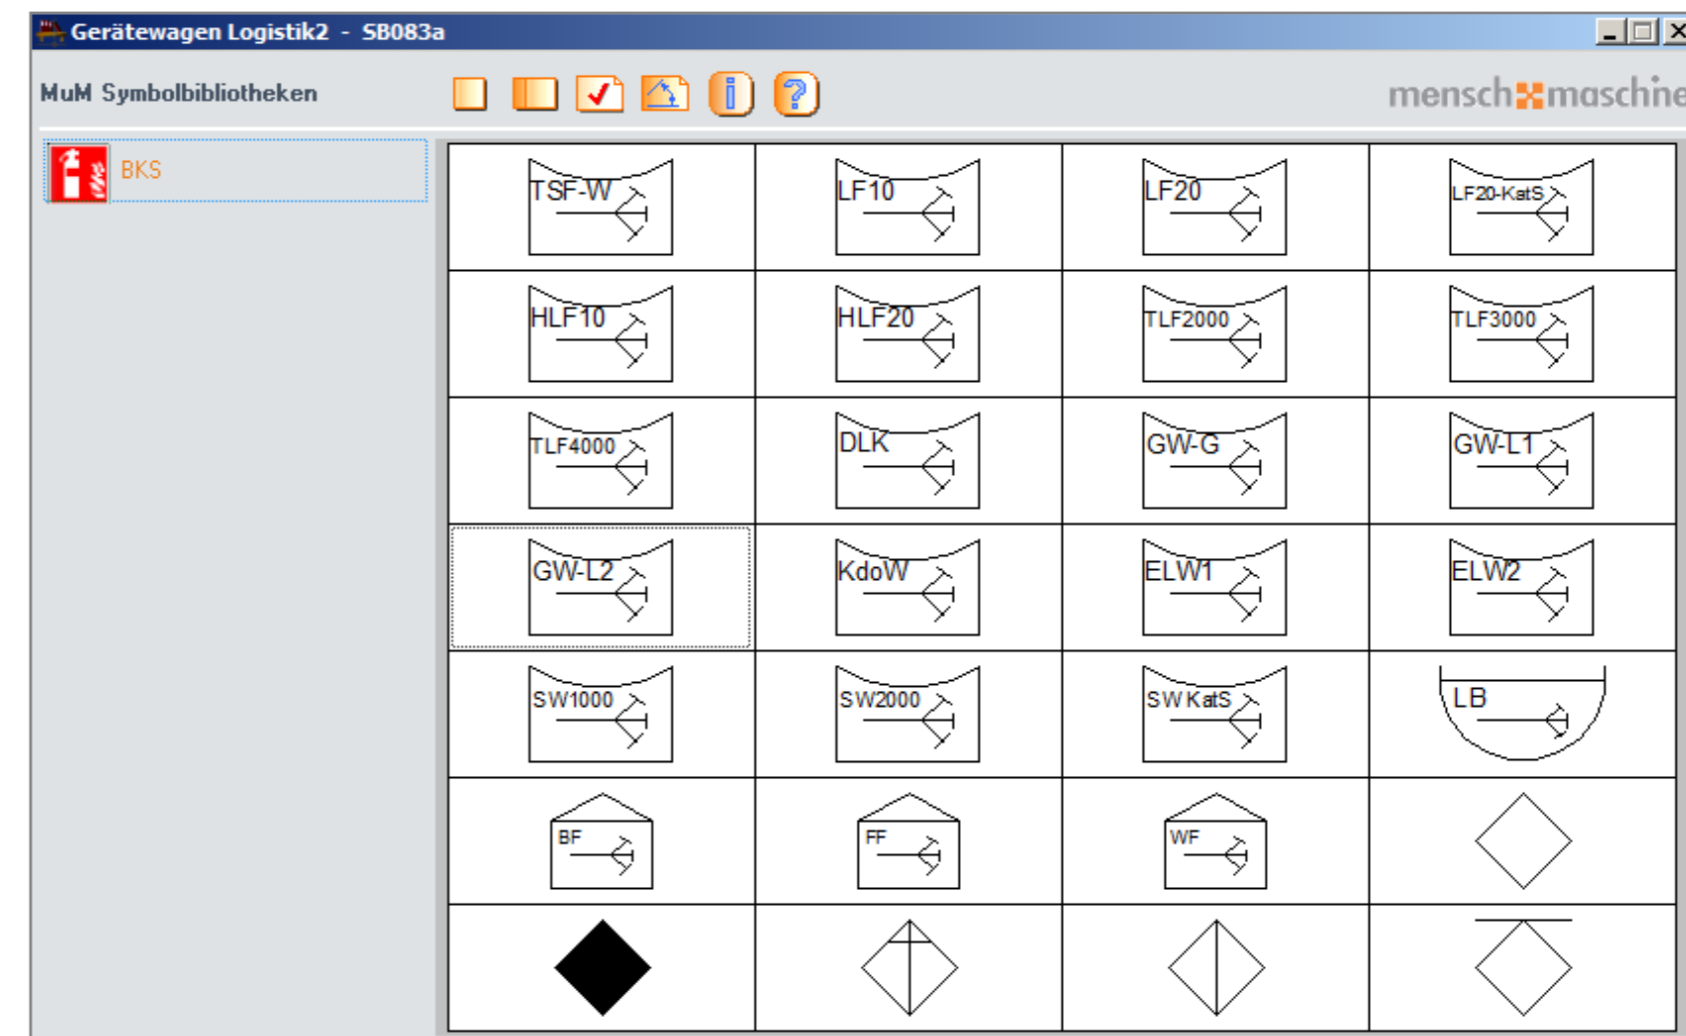 Gerätewagen Logistik2 - SB083a
MuM Symbolbibliotheken
mensch maschine
BKS
TSF-W LF10 LF20 LF20-KatS
HLF10 HLF20 TLF2000 TLF3000
TLF4000 DLK GW-G GW-L1
GW-L2 KdoW ELW1 ELW2
SW1000 SW2000 SW KatS LB
BF FF WF